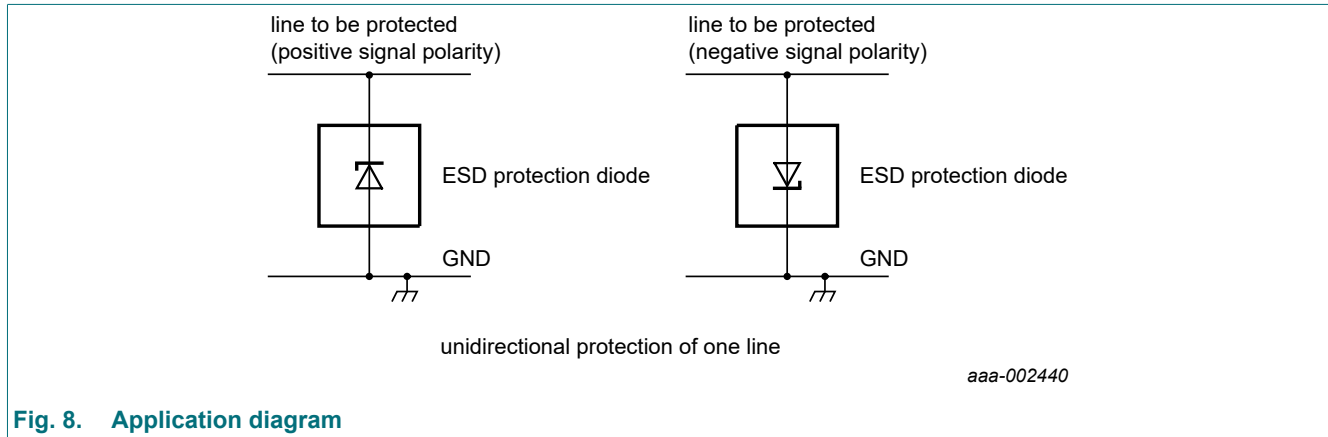 line to be protected
(positive signal polarity)
line to be protected
(negative signal polarity)
ESD protection diode
ESD protection diode
GND
GND
unidirectional protection of one line
aaa-002440
Fig. 8. Application diagram